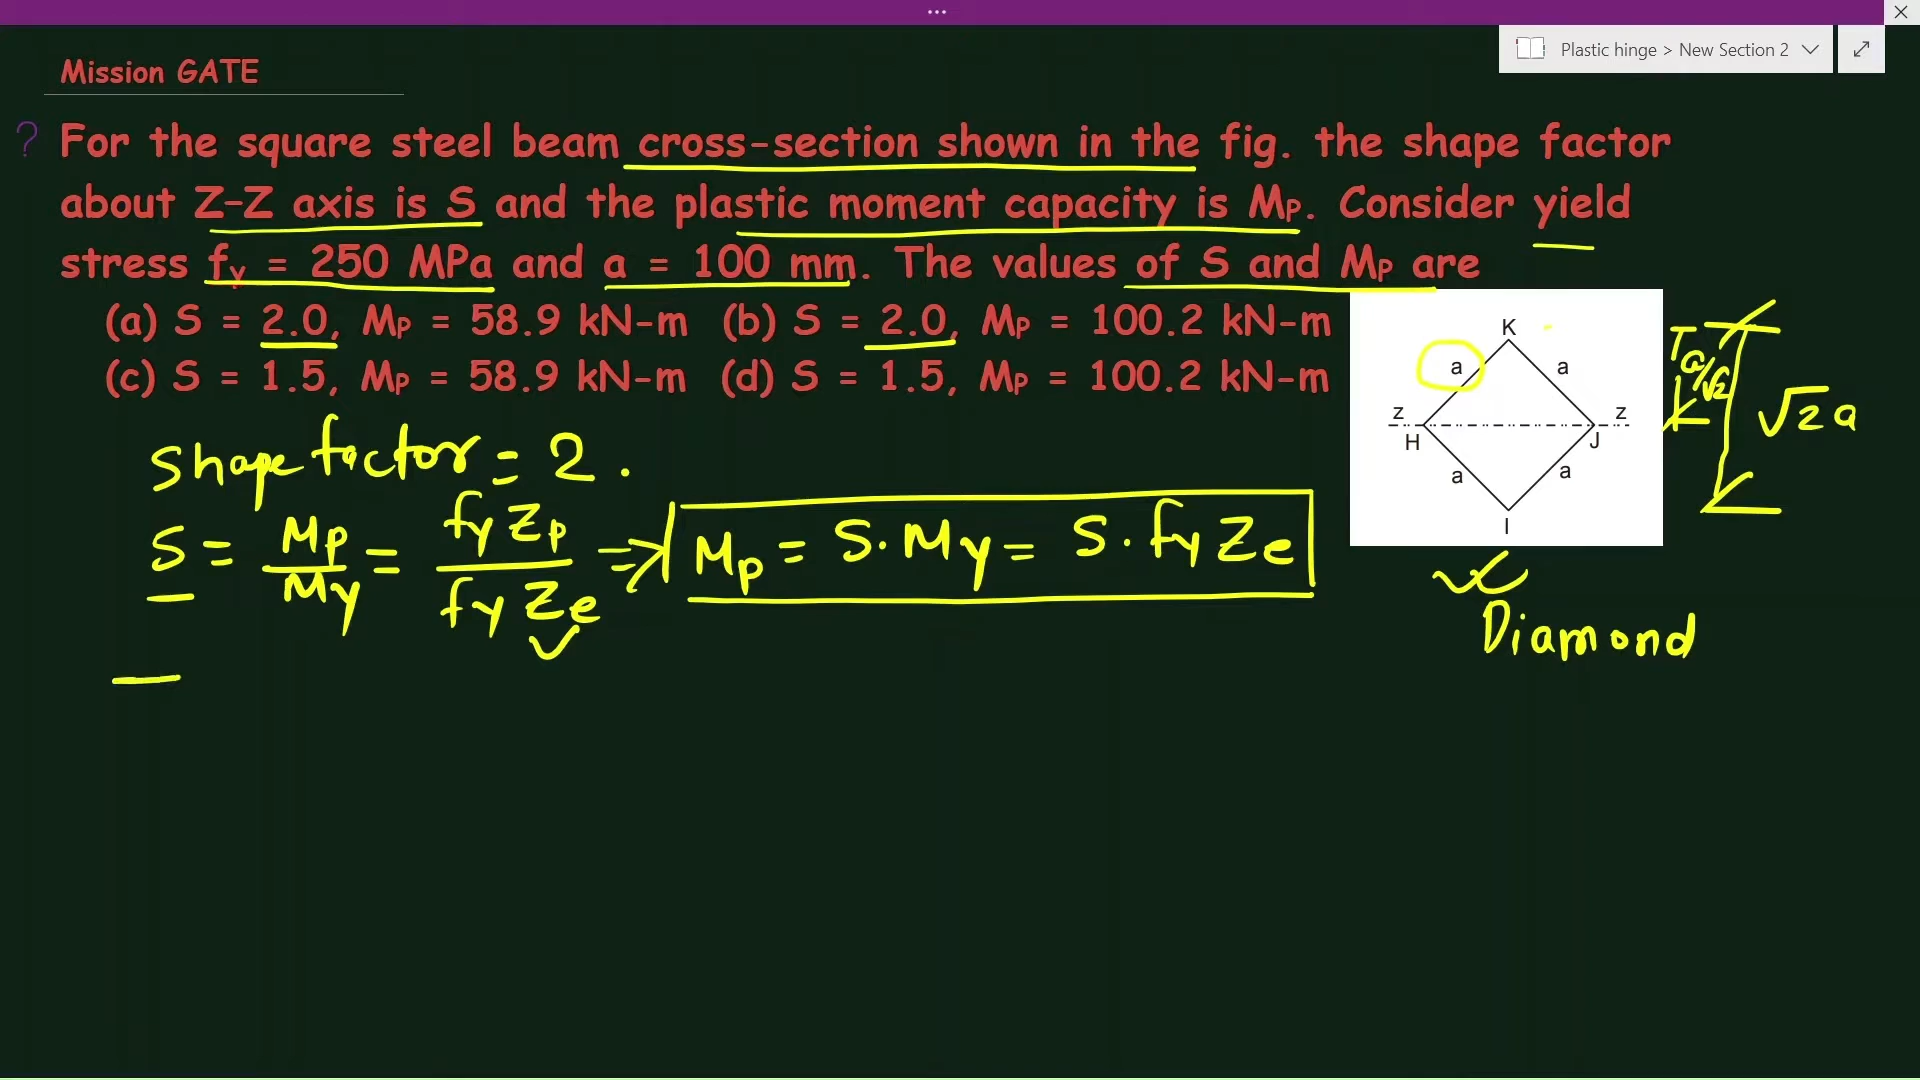 Plastic hinge > New Section 2
Mission GATE
? For the square steel beam cross-section shown in the fig. the shape factor
about Z-Z axis is S and the plastic moment capacity is MP. Consider yield
stress fy = 250 MPa and a = 100 mm. The values of S and MP are
(a) S = 2.0, MP = 58.9 kN-m (b) S = 2.0, MP = 100.2 kN-m
(c) S = 1.5, MP = 58.9 kN-m (d) S = 1.5, MP = 100.2 kN-m
K
a a
z z
H J
a a
I
a/√2
√2 a
Shape factor = 2.
S = Mp/My = fy Zp/fy Ze ⇒ Mp = S. My = S. fy Ze
Diamond